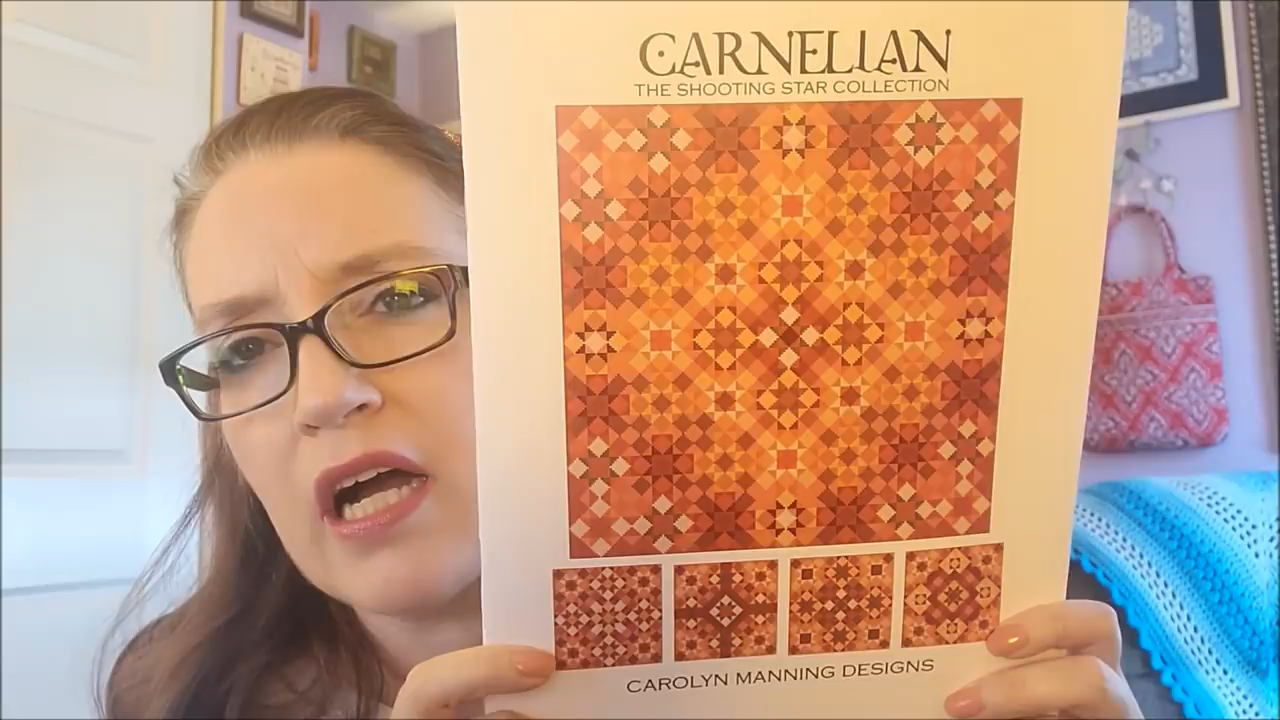 CARNELIAN
THE SHOOTING STAR COLLECTION
CAROLYN MANNING DESIGNS